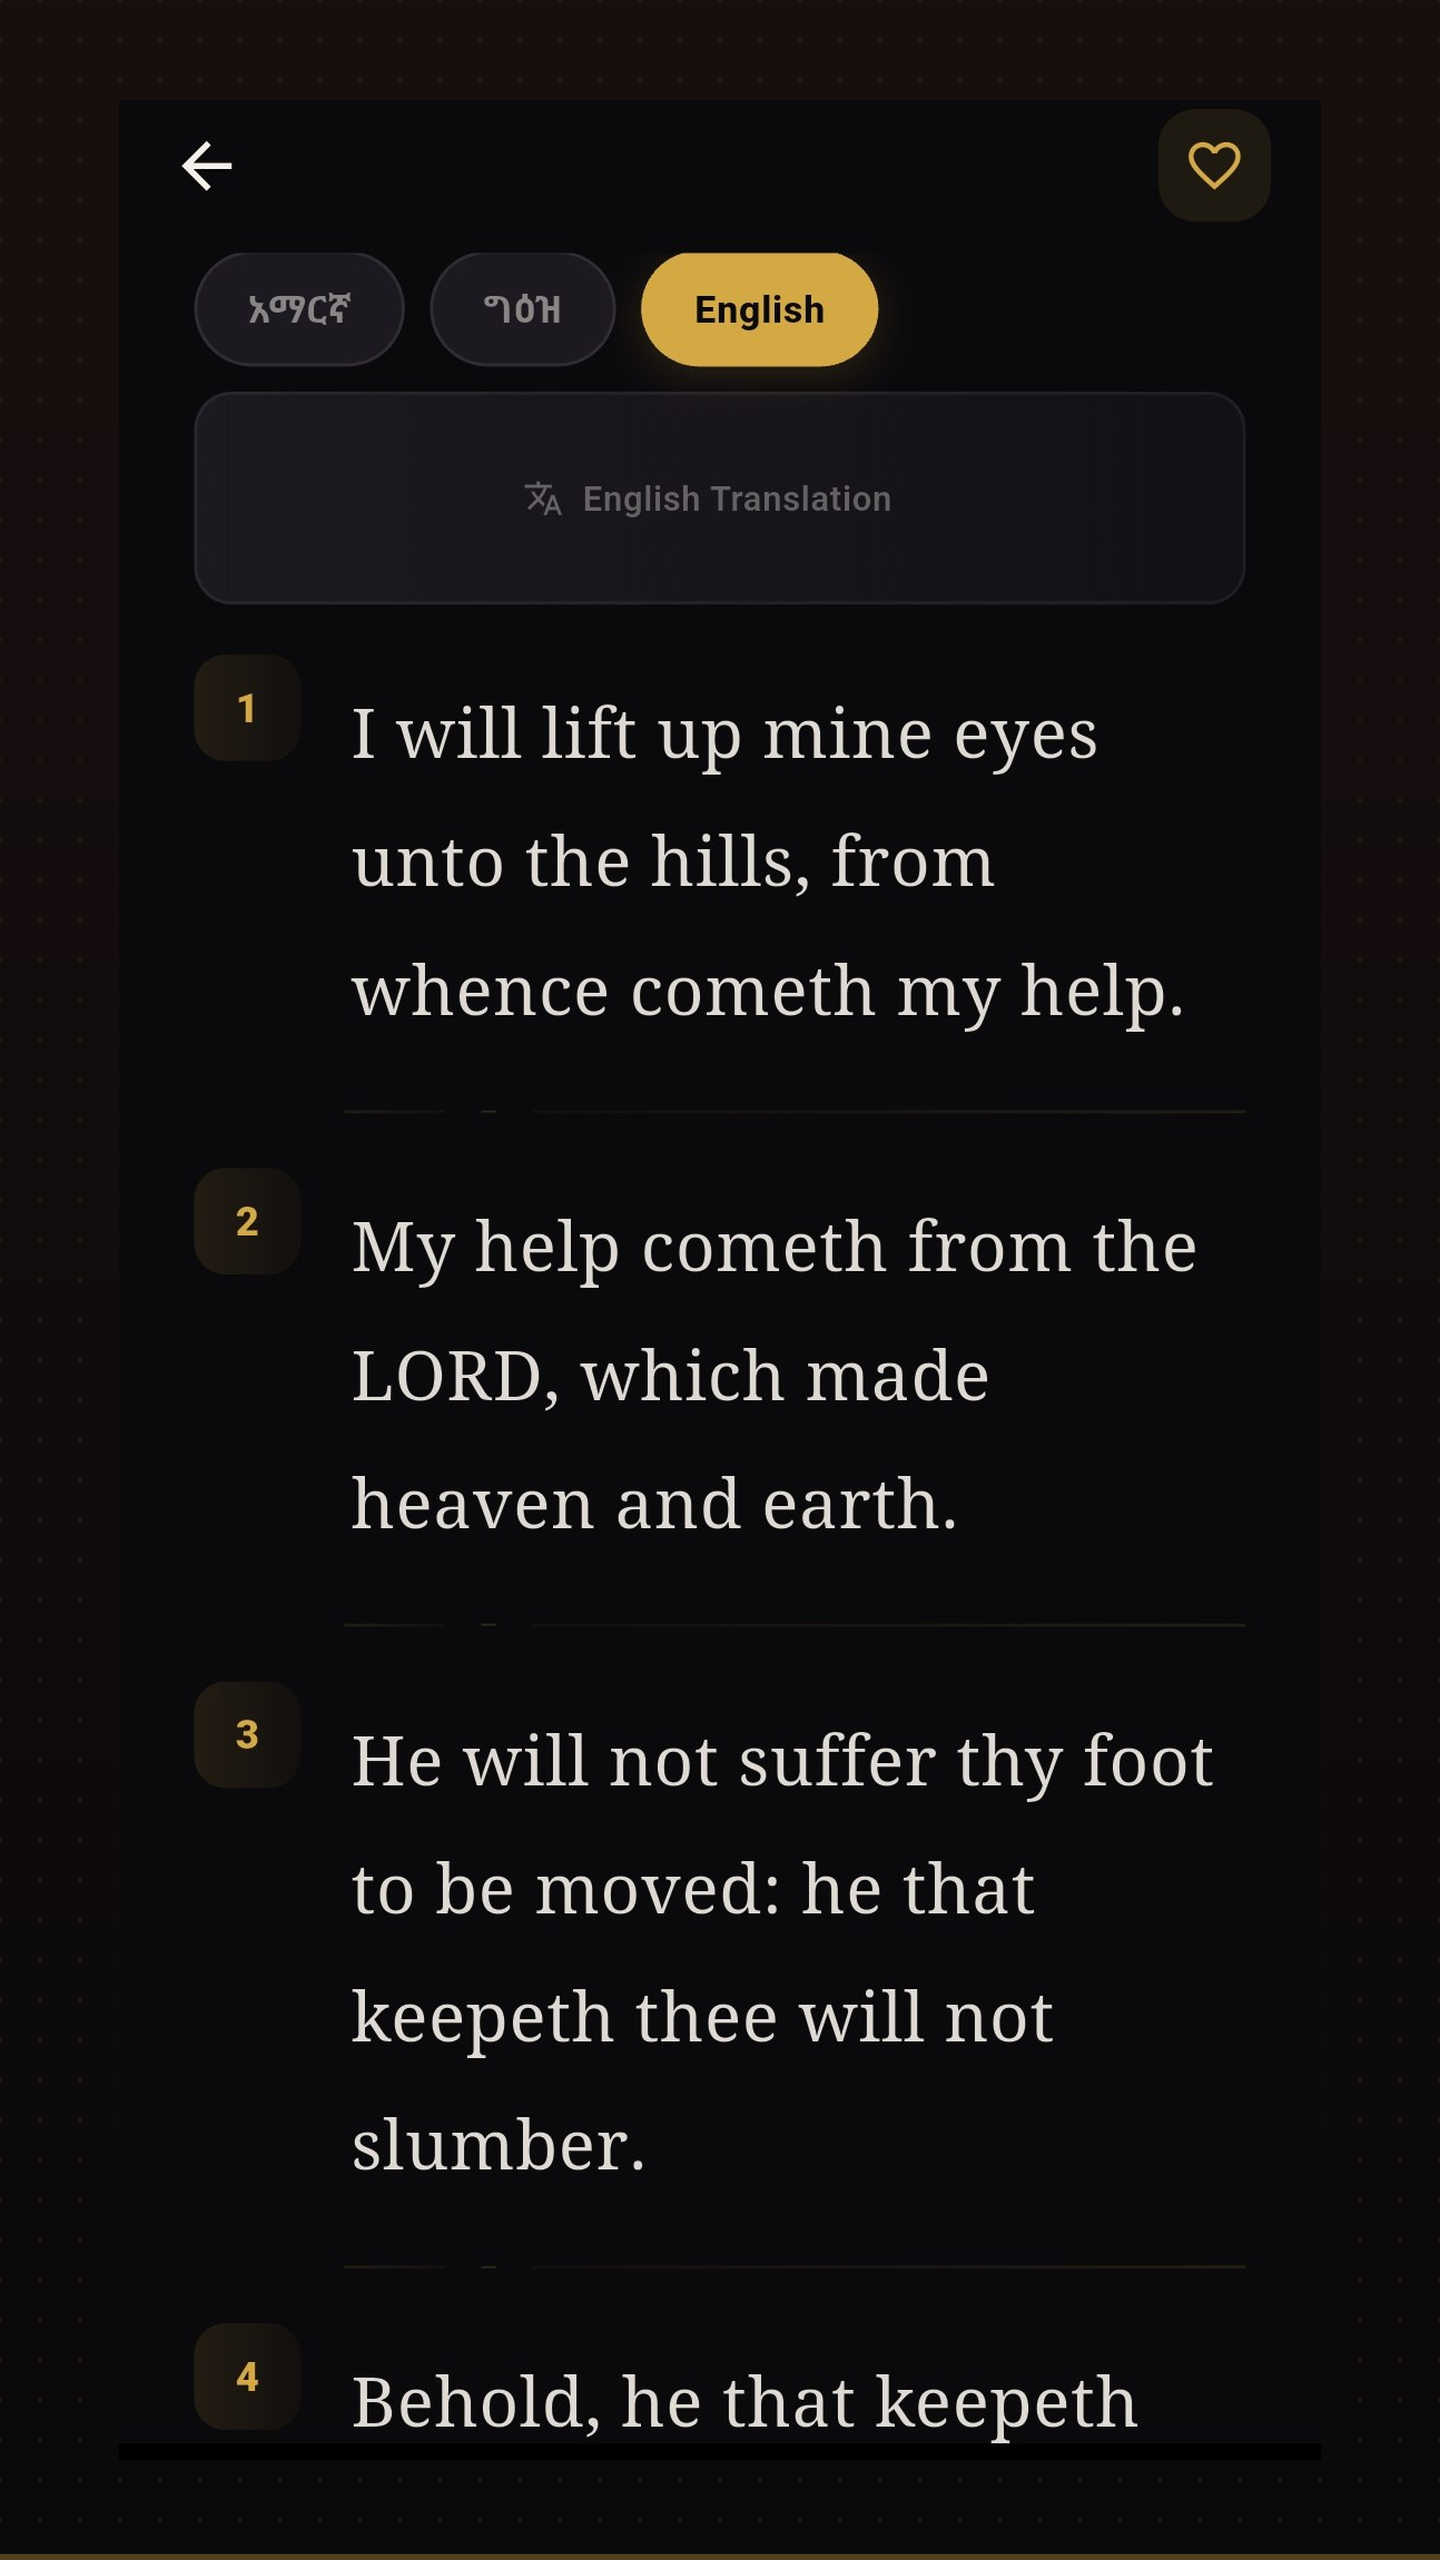 አማርኛ
ግዕዝ
English
English Translation
1
I will lift up mine eyes
unto the hills, from
whence cometh my help.
2
My help cometh from the
LORD, which made
heaven and earth.
3
He will not suffer thy foot
to be moved: he that
keepeth thee will not
slumber.
4
Behold, he that keepeth